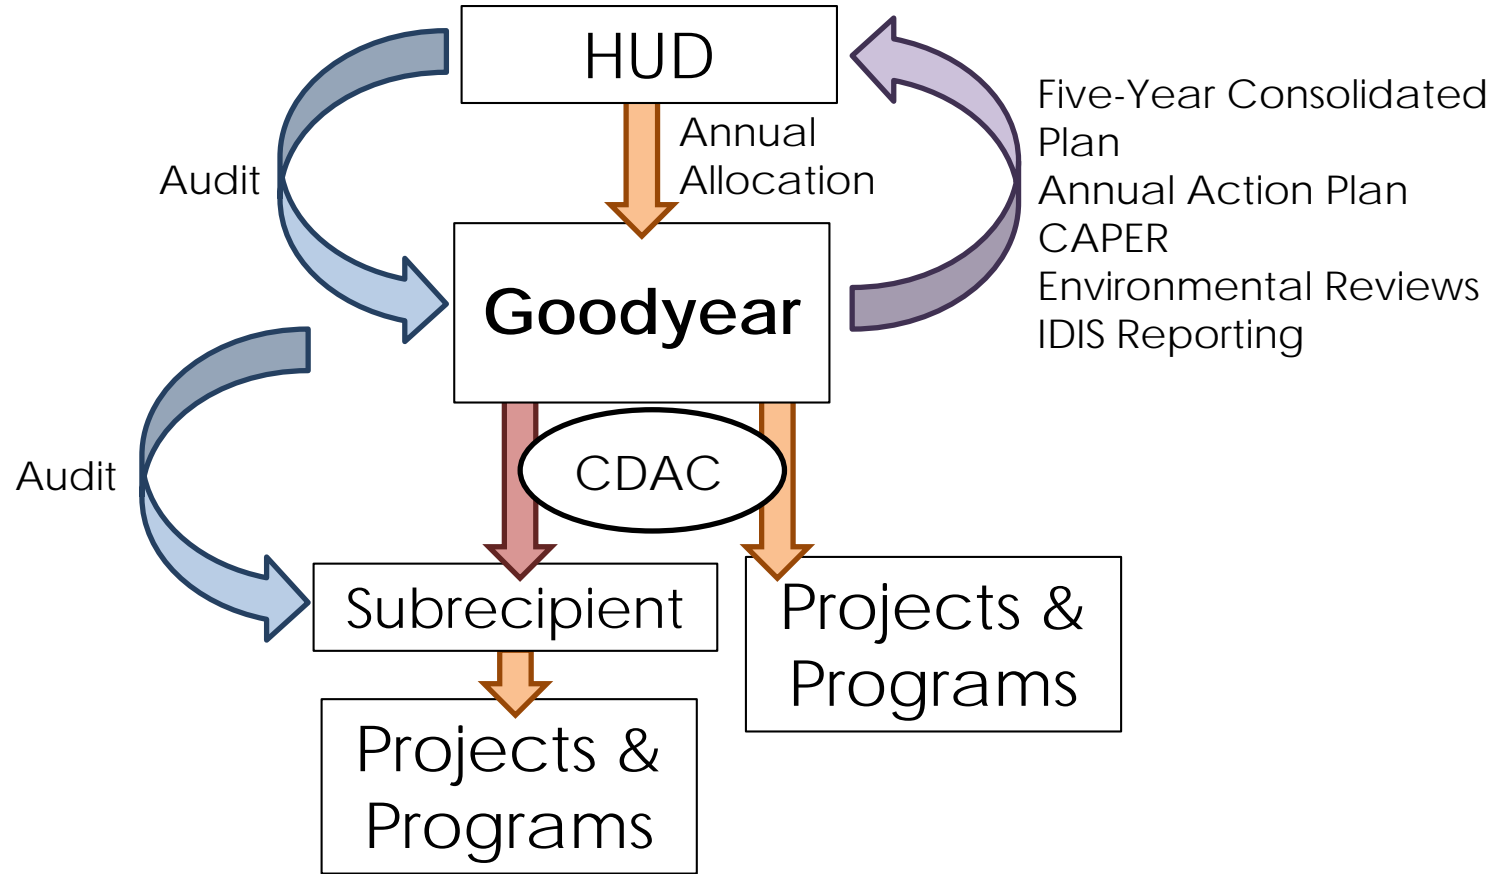 HUD
Annual
Allocation
Audit
Five-Year Consolidated
Plan
Annual Action Plan
CAPER
Environmental Reviews
IDIS Reporting
Goodyear
CDAC
Audit
Subrecipient
Projects &
Programs
Projects &
Programs